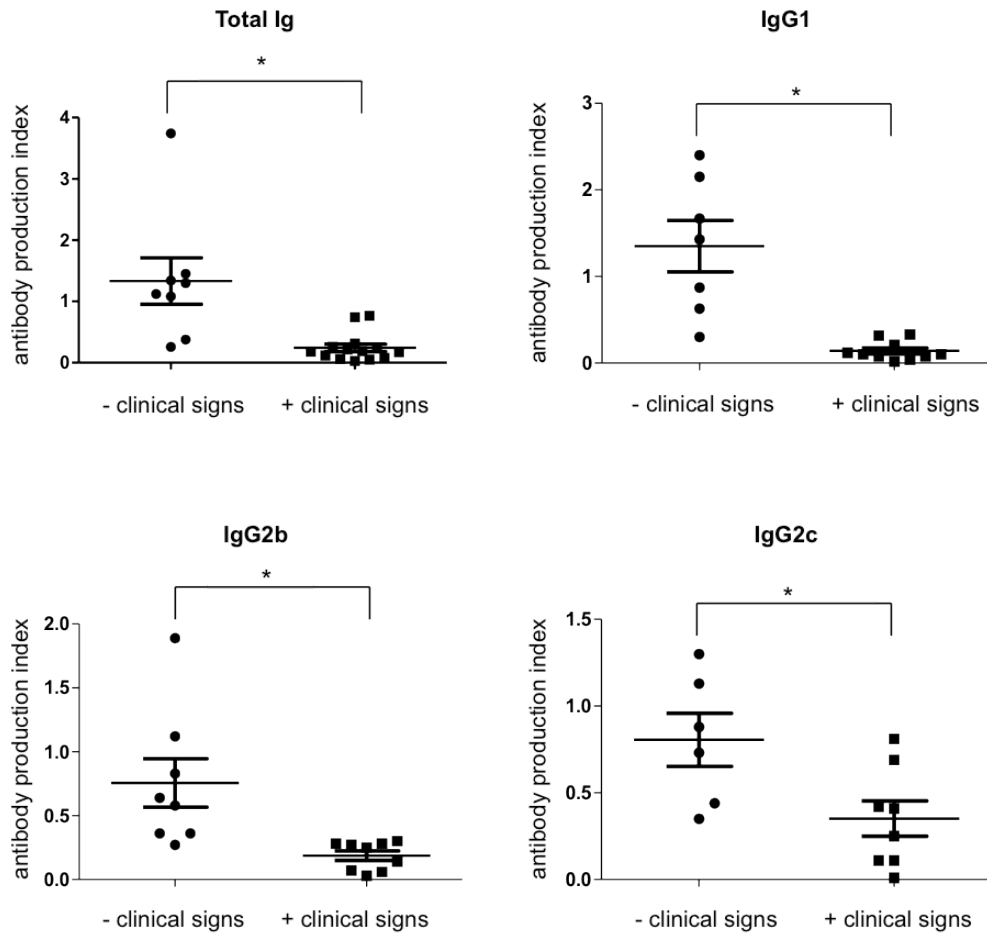 Total Ig
*
antibody production index
4
3
2
1
0
- clinical signs + clinical signs
IgG1
*
antibody production index
3
2
1
0
- clinical signs + clinical signs
IgG2b
*
antibody production index
2.0
1.5
1.0
0.5
0.0
- clinical signs + clinical signs
IgG2c
*
antibody production index
1.5
1.0
0.5
0.0
- clinical signs + clinical signs